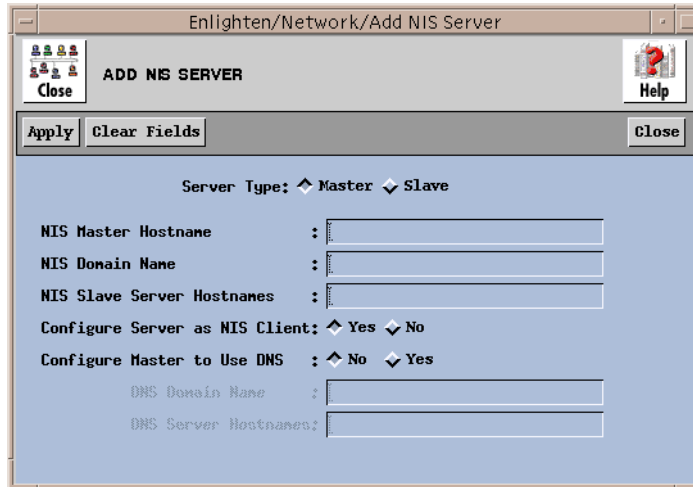 Enlighten/Network/Add NIS Server
Close
ADD NIS SERVER
Help
Apply Clear Fields Close
Server Type: Master Slave
NIS Master Hostname :
NIS Domain Name :
NIS Slave Server Hostnames :
Configure Server as NIS Client: Yes No
Configure Master to Use DNS : No Yes
DNS Domain Name :
DNS Server Hostnames: